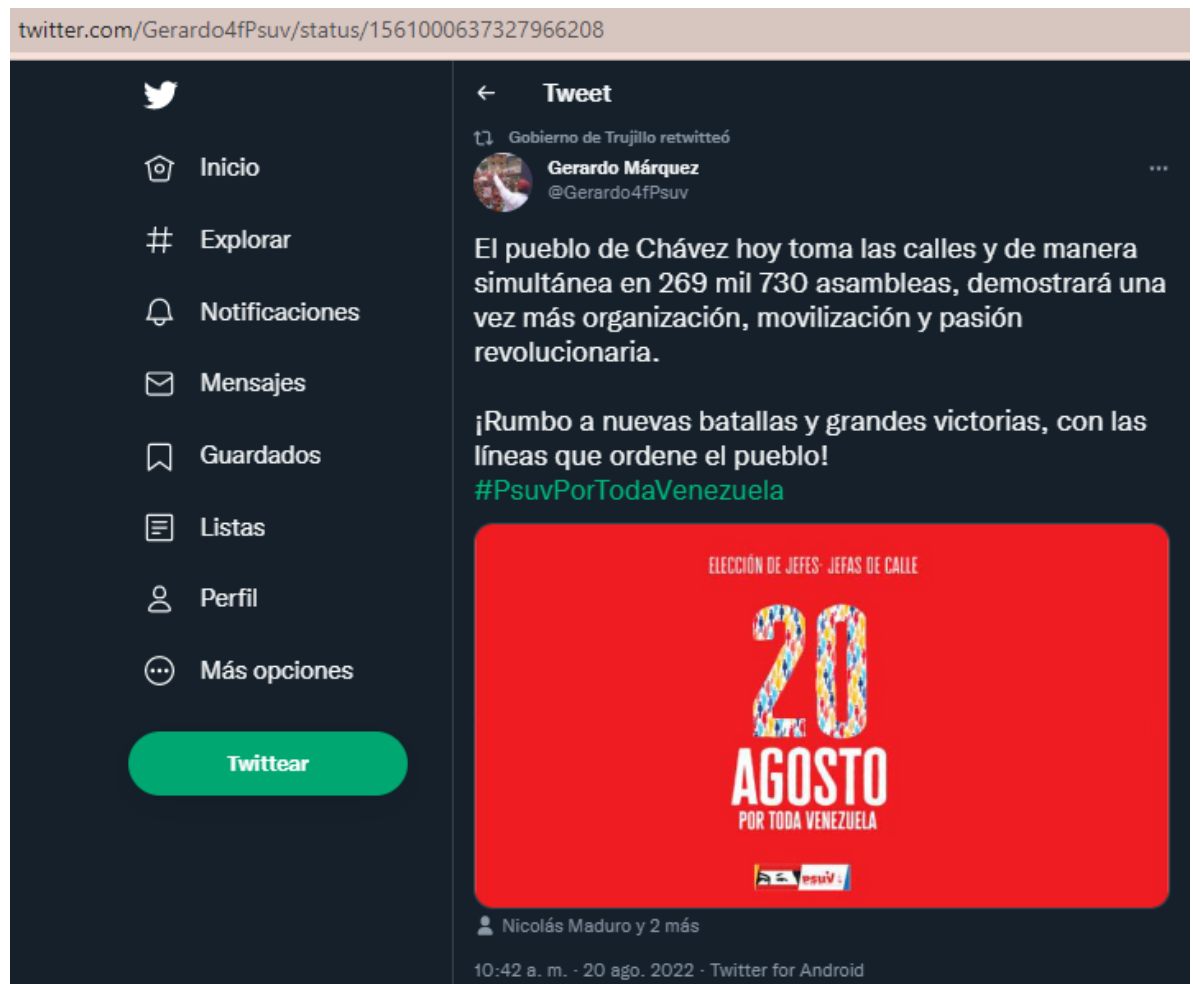 twitter.com/Gerardo4fPsuv/status/1561000637327966208
Inicio
Explorar
Notificaciones
Mensajes
Guardados
Listas
Perfil
Más opciones
Twittear
Tweet
Gobierno de Trujillo retwitteó
Gerardo Márquez
@Gerardo4fPsuv
El pueblo de Chávez hoy toma las calles y de manera
simultánea en 269 mil 730 asambleas, demostrará una
vez más organización, movilización y pasión
revolucionaria.
¡Rumbo a nuevas batallas y grandes victorias, con las
líneas que ordene el pueblo!
#PsuvPorTodaVenezuela
ELECCIÓN DE JEFES- JEFAS DE CALLE
20
AGOSTO
POR TODA VENEZUELA
PSUV
Nicolás Maduro y 2 más
10:42 a. m. · 20 ago. 2022 · Twitter for Android